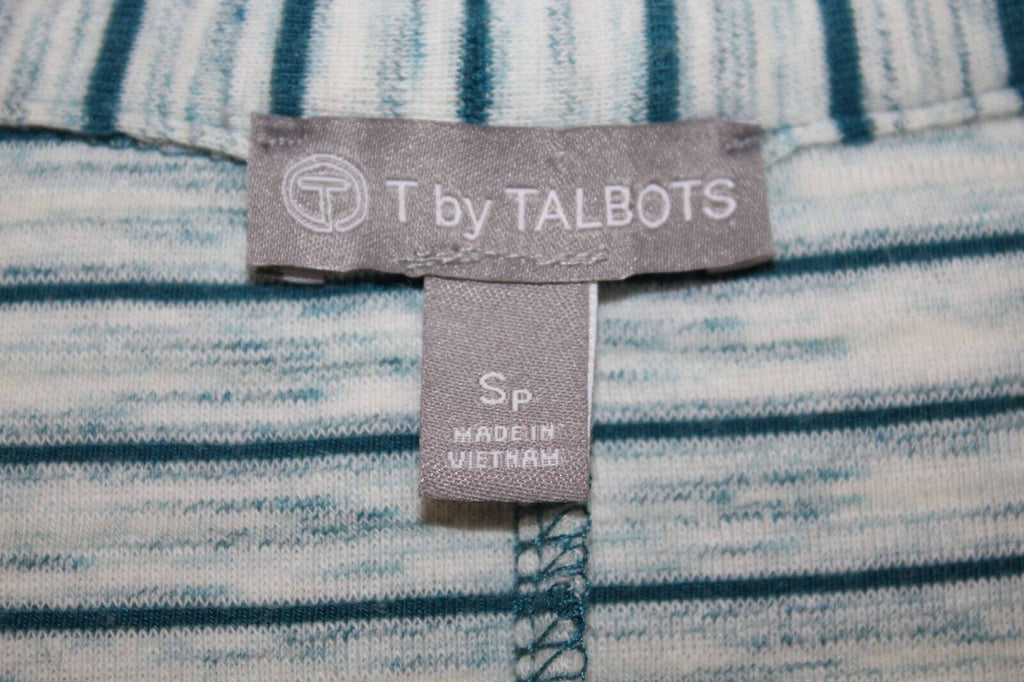 T T by TALBOTS
SP
MADE IN
VIETNAM